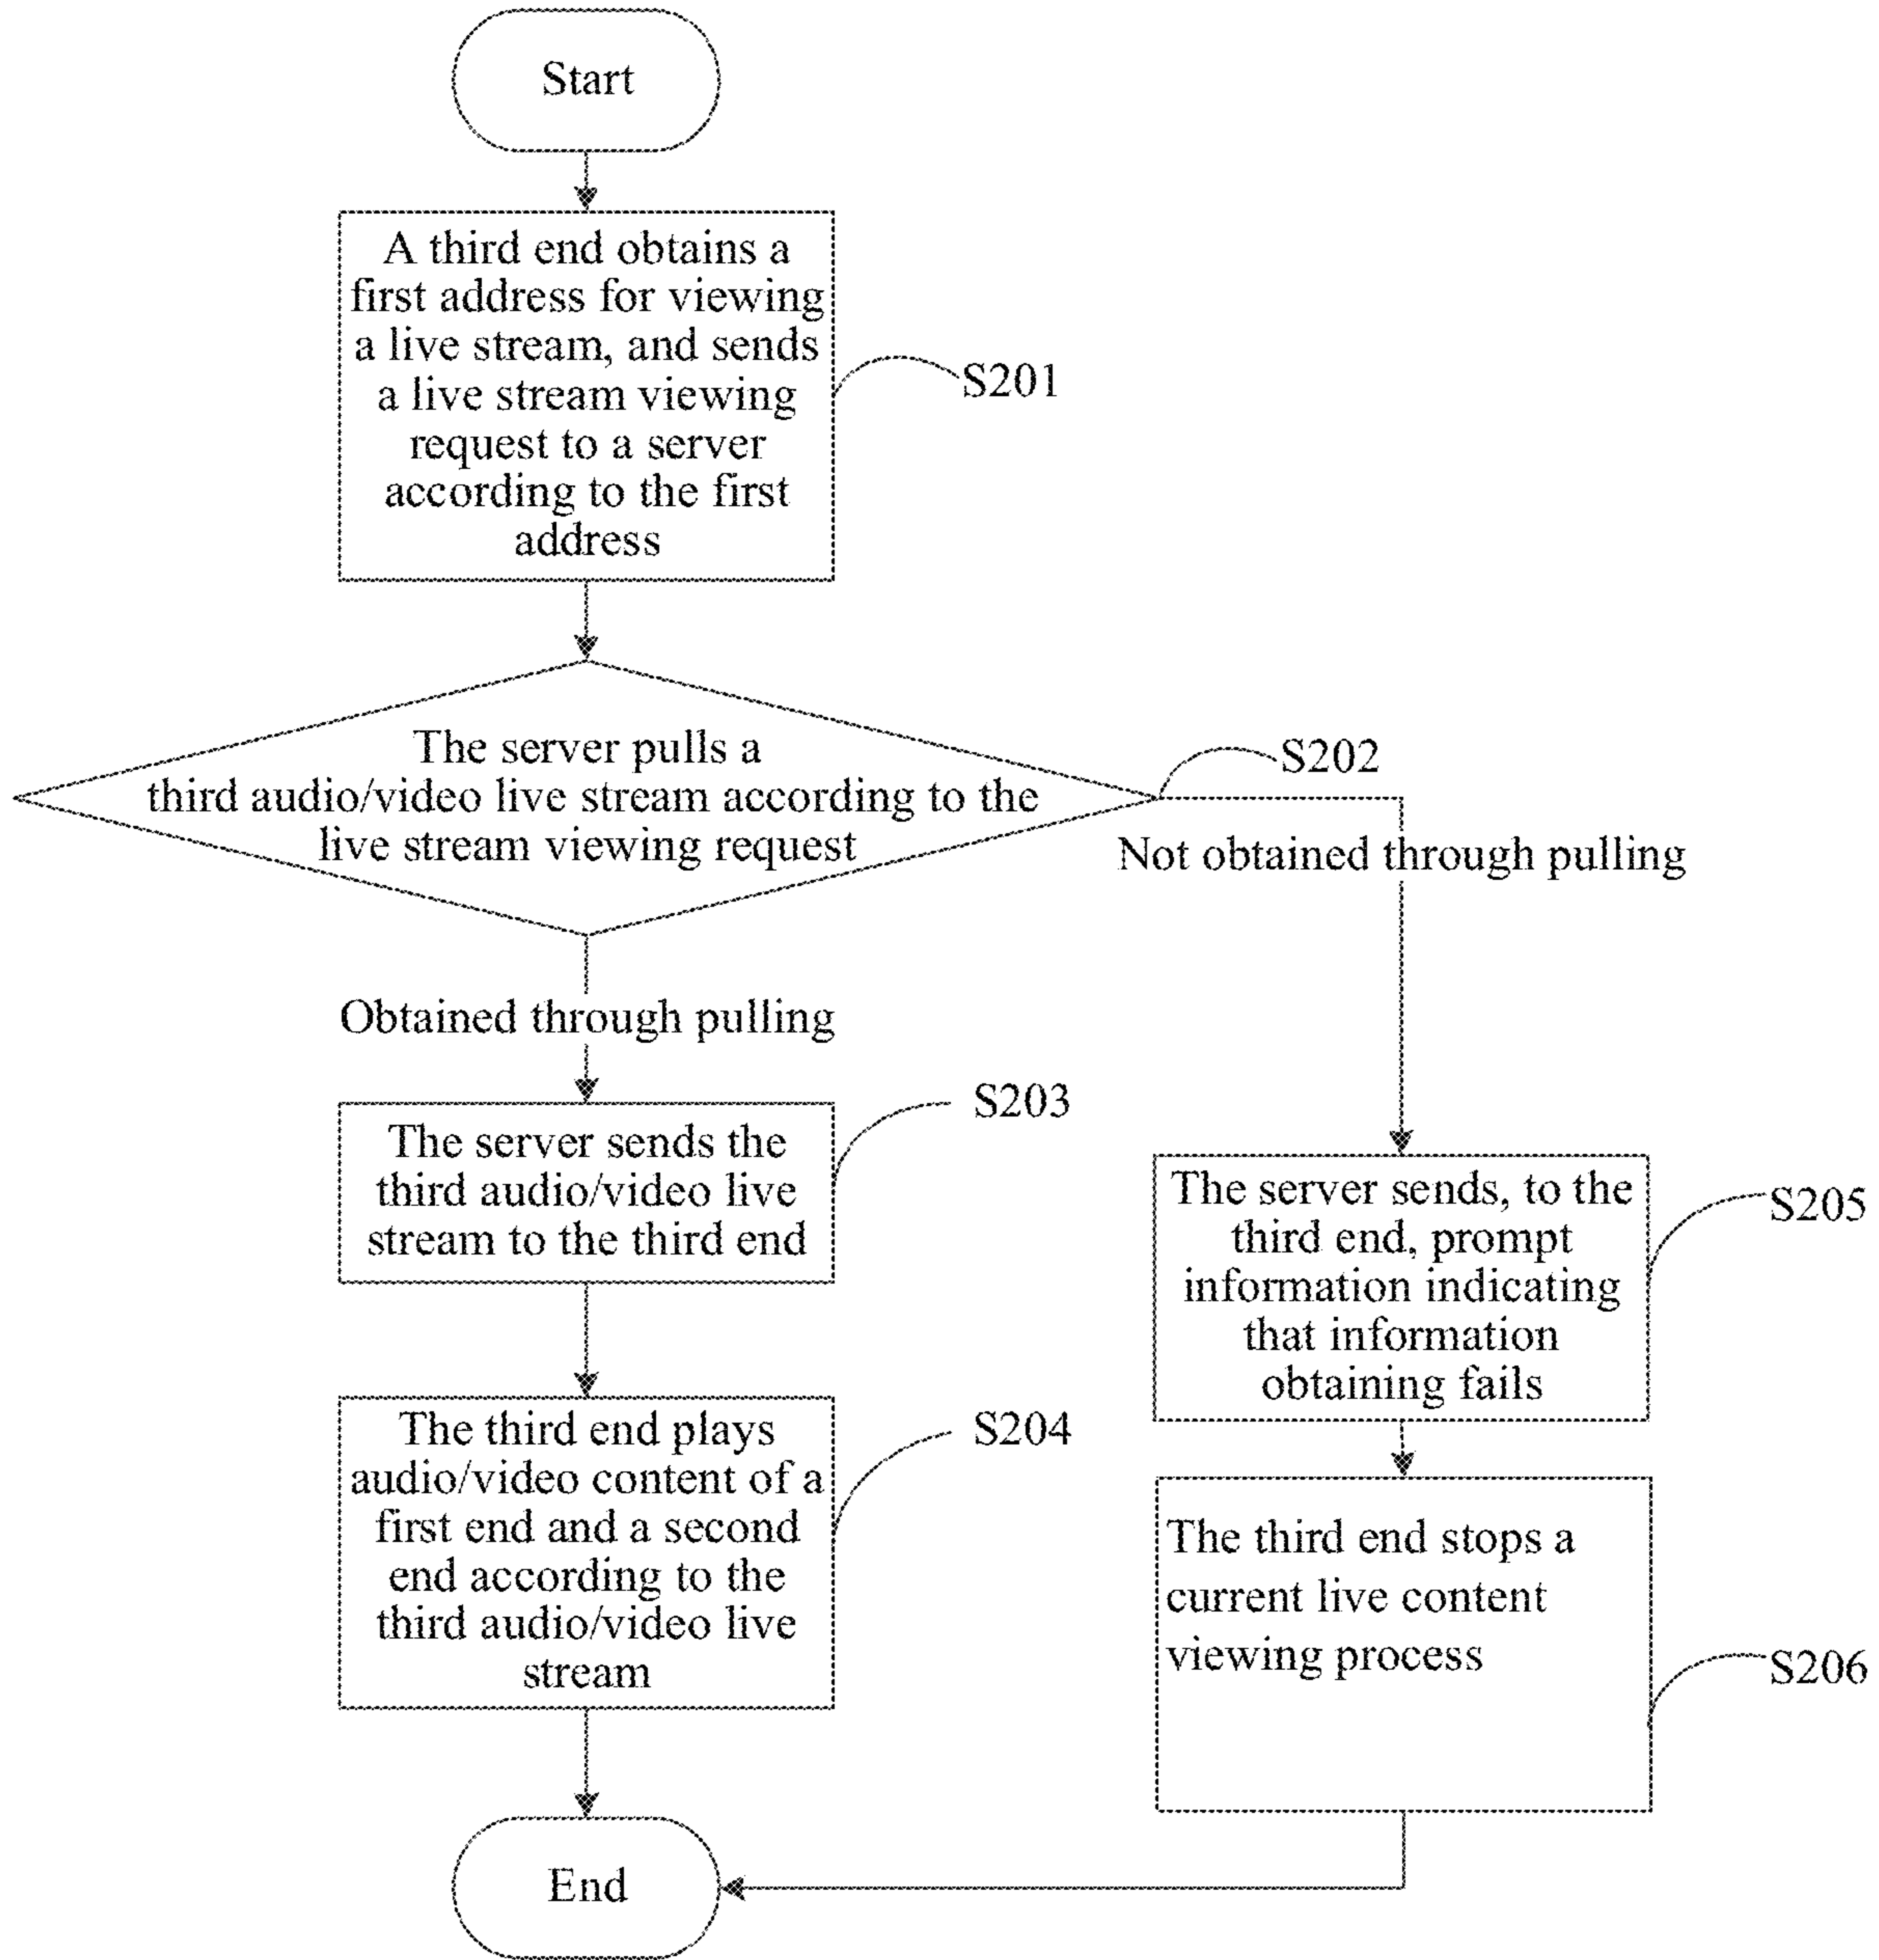 Start
A third end obtains a
first address for viewing
a live stream, and sends
a live stream viewing
request to a server
according to the first
address
S201
The server pulls a
third audio/video live stream according to the
live stream viewing request
S202
Not obtained through pulling
Obtained through pulling
The server sends the
third audio/video live
stream to the third end
S203
The third end plays
audio/video content of a
first end and a second
end according to the
third audio/video live
stream
S204
The server sends, to the
third end, prompt
information indicating
that information
obtaining fails
S205
The third end stops a
current live content
viewing process
S206
End